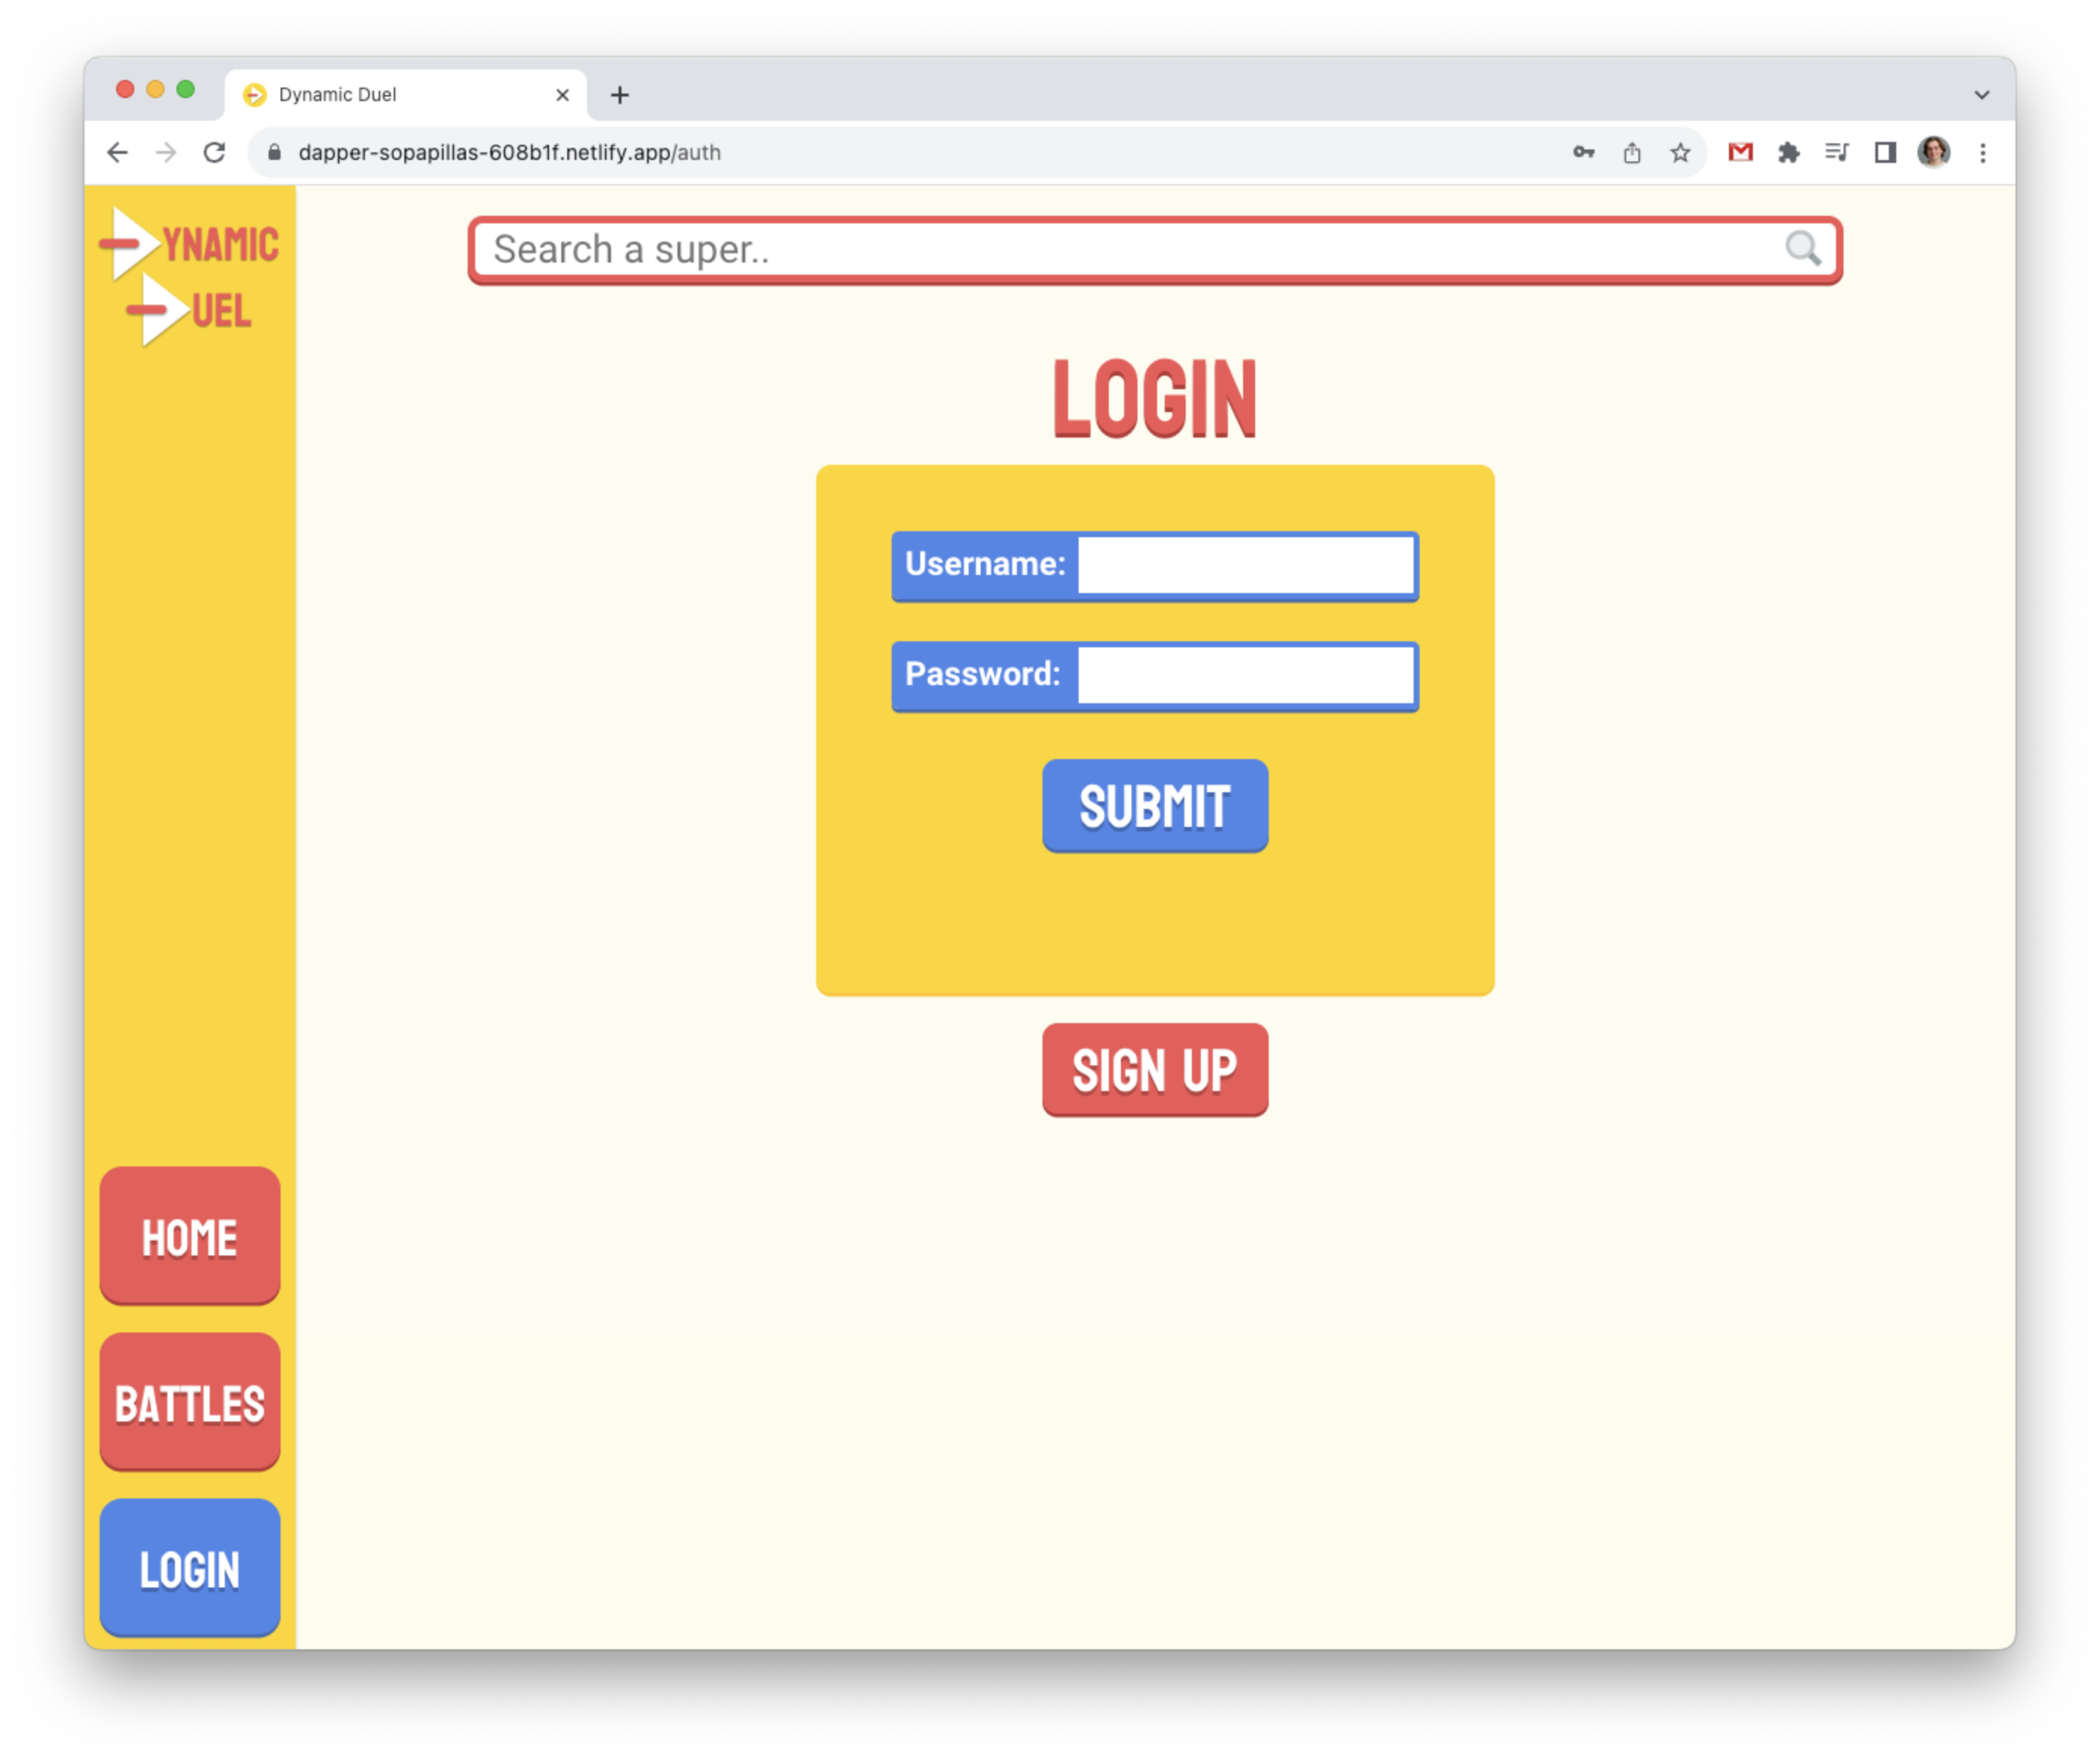 Dynamic Duel
dapper-sopapillas-608b1f.netlify.app/auth
YNAMIC
UEL
Search a super..
LOGIN
Username:
Password:
SUBMIT
SIGN UP
HOME
BATTLES
LOGIN